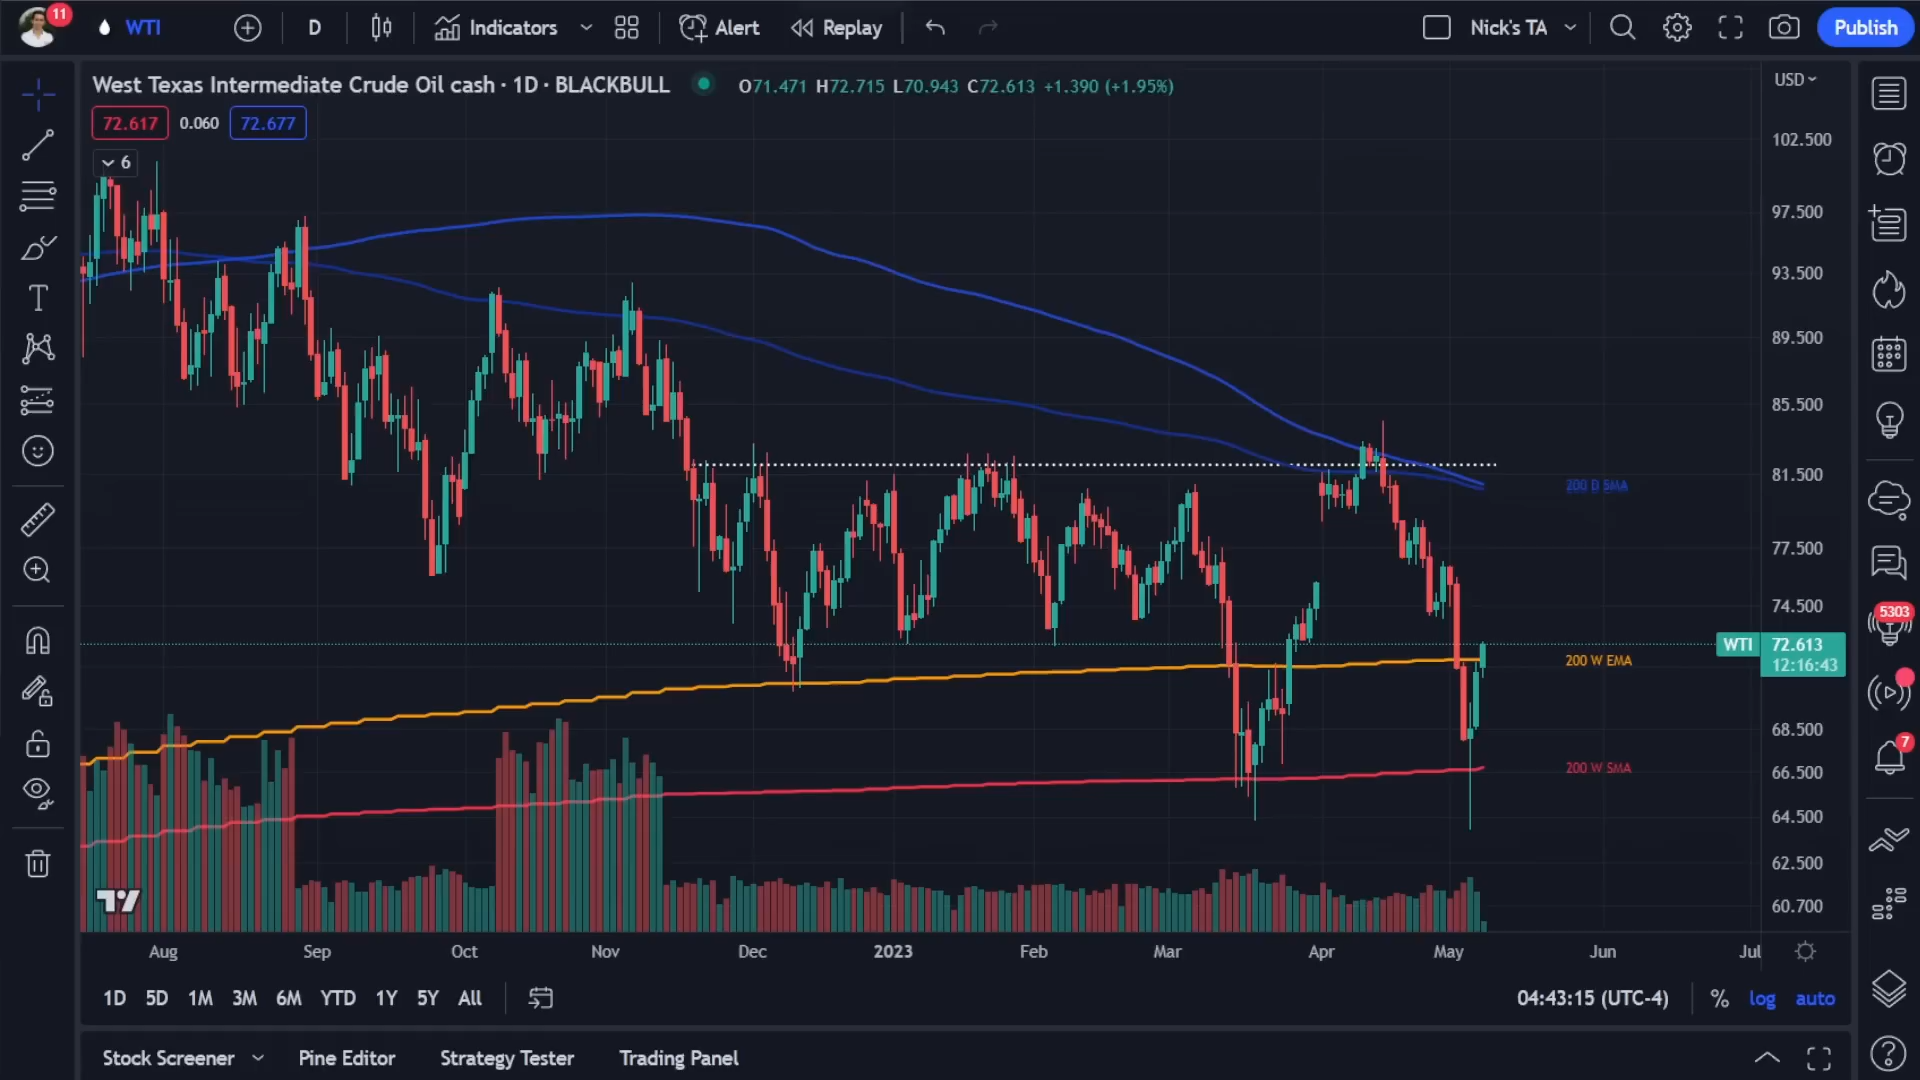 11
WTI
D
Indicators
Alert
Replay
Nick's TA
Publish
West Texas Intermediate Crude Oil cash · 1D · BLACKBULL
O71.471 H72.715 L70.943 C72.613 +1.390 (+1.95%)
USD
72.617 0.060 72.677
6
102.500
97.500
93.500
89.500
85.500
81.500
200 D SMA
77.500
74.500
WTI 72.613
12:16:43
200 W EMA
68.500
200 W SMA
66.500
64.500
62.500
60.700
5303
7
Aug Sep Oct Nov Dec 2023 Feb Mar Apr May Jun Jul
1D 5D 1M 3M 6M YTD 1Y 5Y All
04:43:15 (UTC-4) % log auto
Stock Screener Pine Editor Strategy Tester Trading Panel